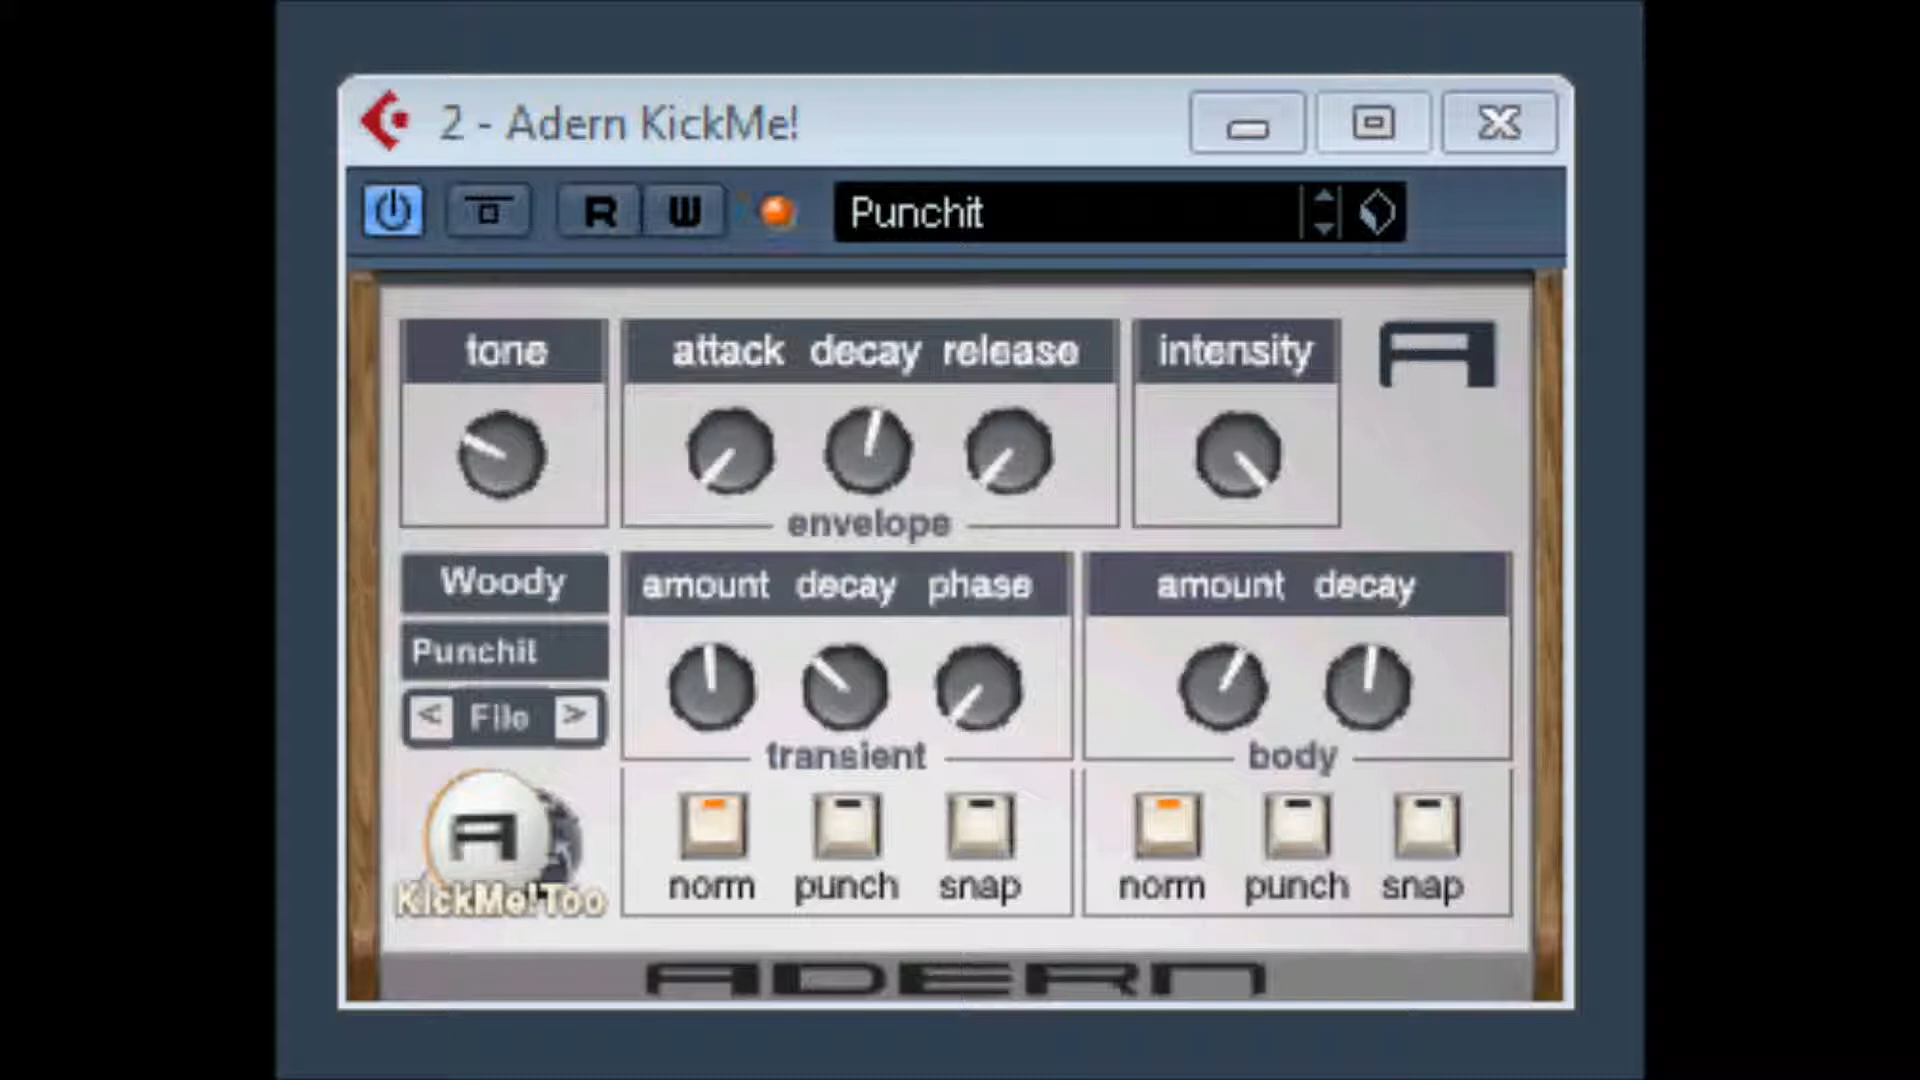 2 - Adern KickMe!
R W Punchit
tone attack decay release intensity A
envelope
Woody amount decay phase amount decay
Punchit
< File >
transient body
A
KickMe!Too norm punch snap norm punch snap
ADERN